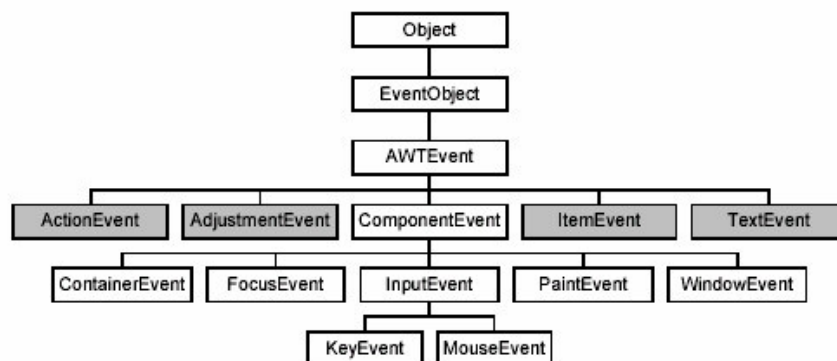 Object
EventObject
AWTEvent
ActionEvent AdjustmentEvent ComponentEvent ItemEvent TextEvent
ContainerEvent FocusEvent InputEvent PaintEvent WindowEvent
KeyEvent MouseEvent